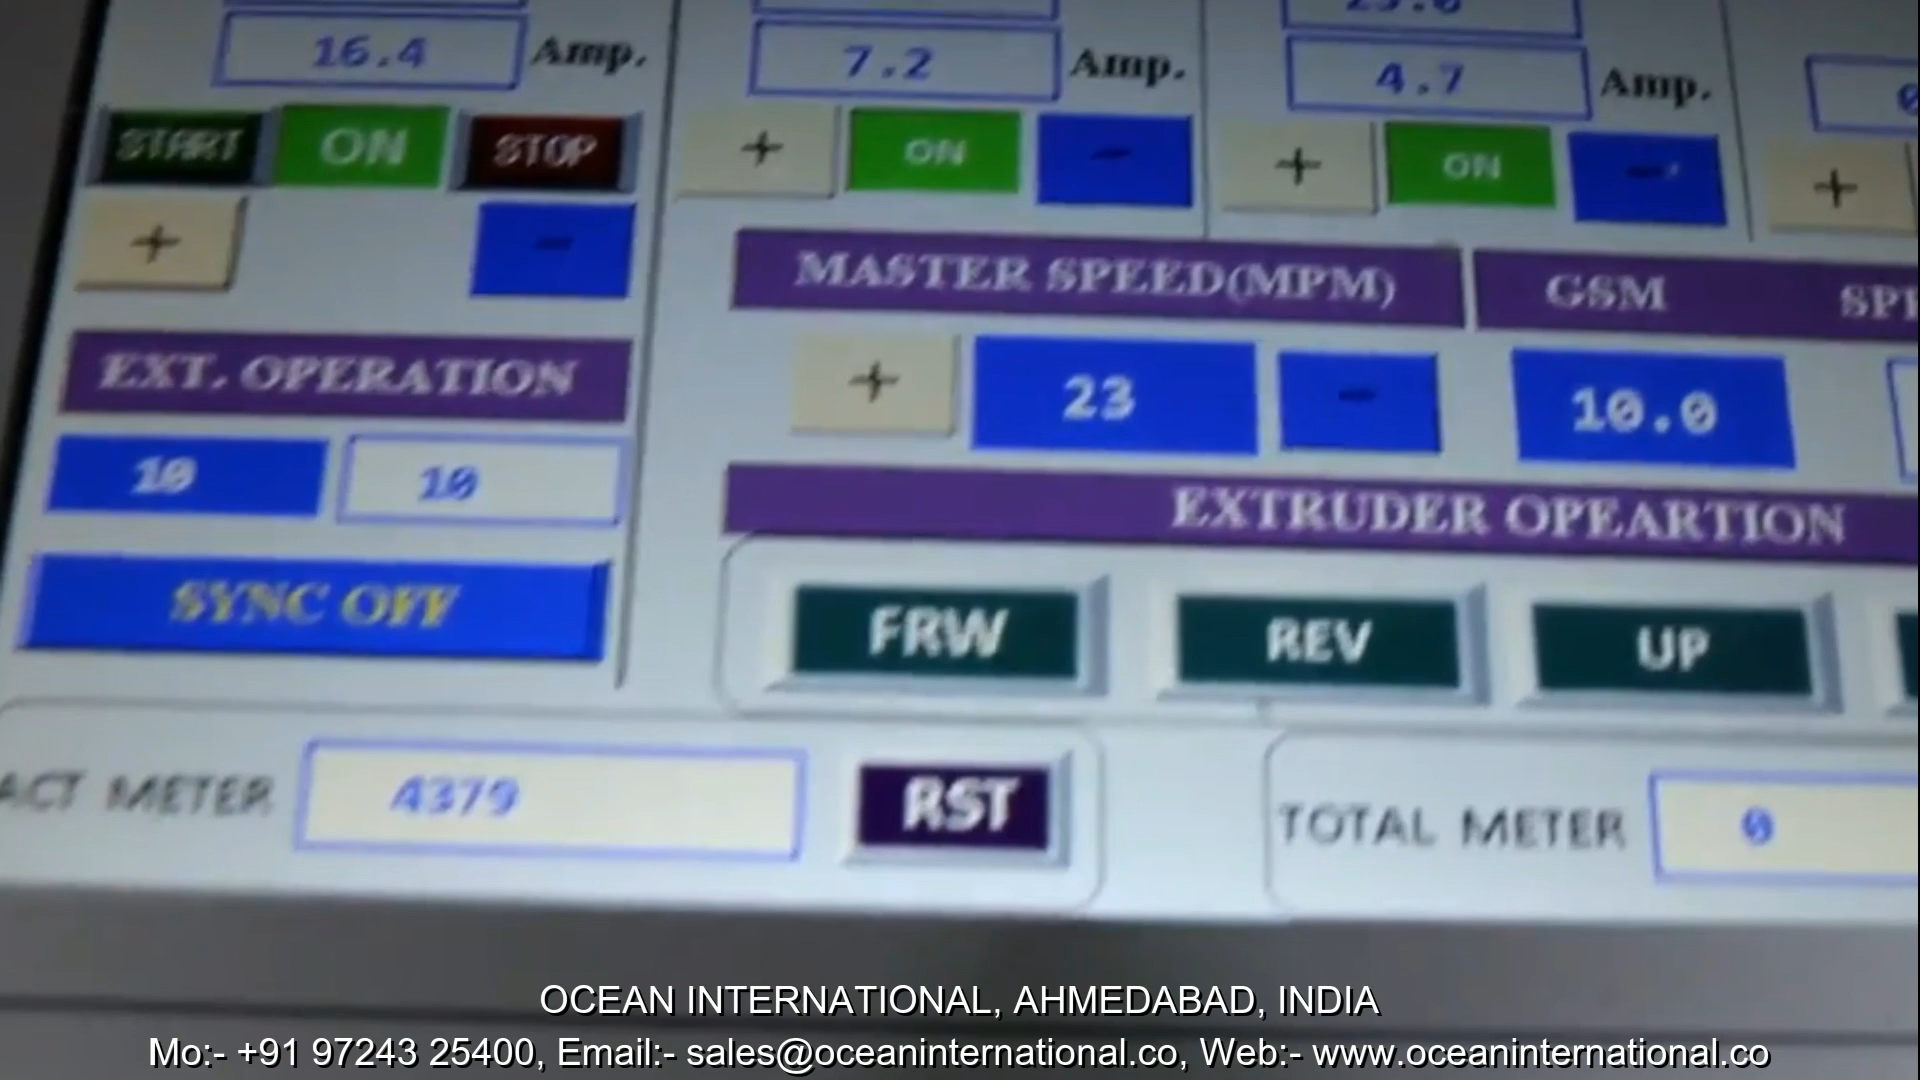 16.4 Amp. 7.2 Amp. 4.7 Amp.
START ON STOP + ON - + ON - +
+ -
MASTER SPEED(MPM) GSM
+ 23 - 10.0
EXT. OPERATION
10 10
EXTRUDER OPEARTION
SYNC OFF
FRW REV UP
ACT METER 4379 RST TOTAL METER 0
OCEAN INTERNATIONAL, AHMEDABAD, INDIA
Mo:- +91 97243 25400, Email:- sales@oceaninternational.co, Web:- www.oceaninternational.co